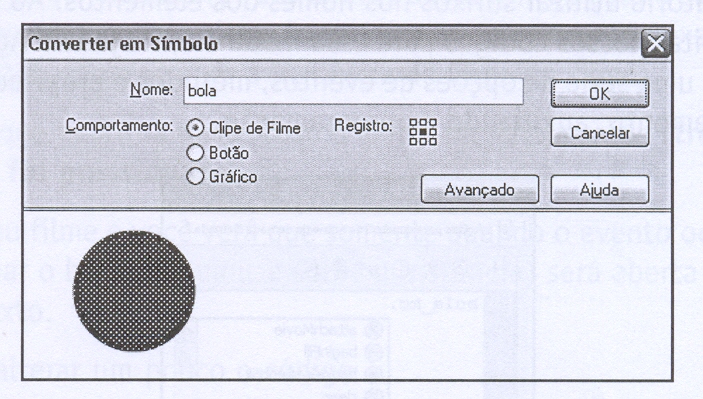 Converter em Símbolo
Nome: bola
OK
Comportamento: Clipe de Filme Registro:
Cancelar
Botão
Gráfico
Avançado
Ajuda